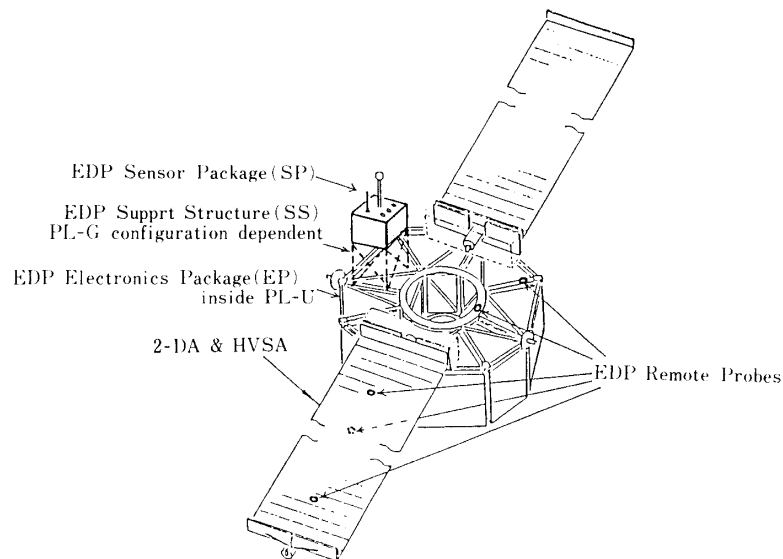 EDP Sensor Package(SP)
EDP Supprt Structure(SS)
PL-G configuration dependent
EDP Electronics Package(EP)
inside PL-U
2-DA & HVSA
EDP Remote Probes